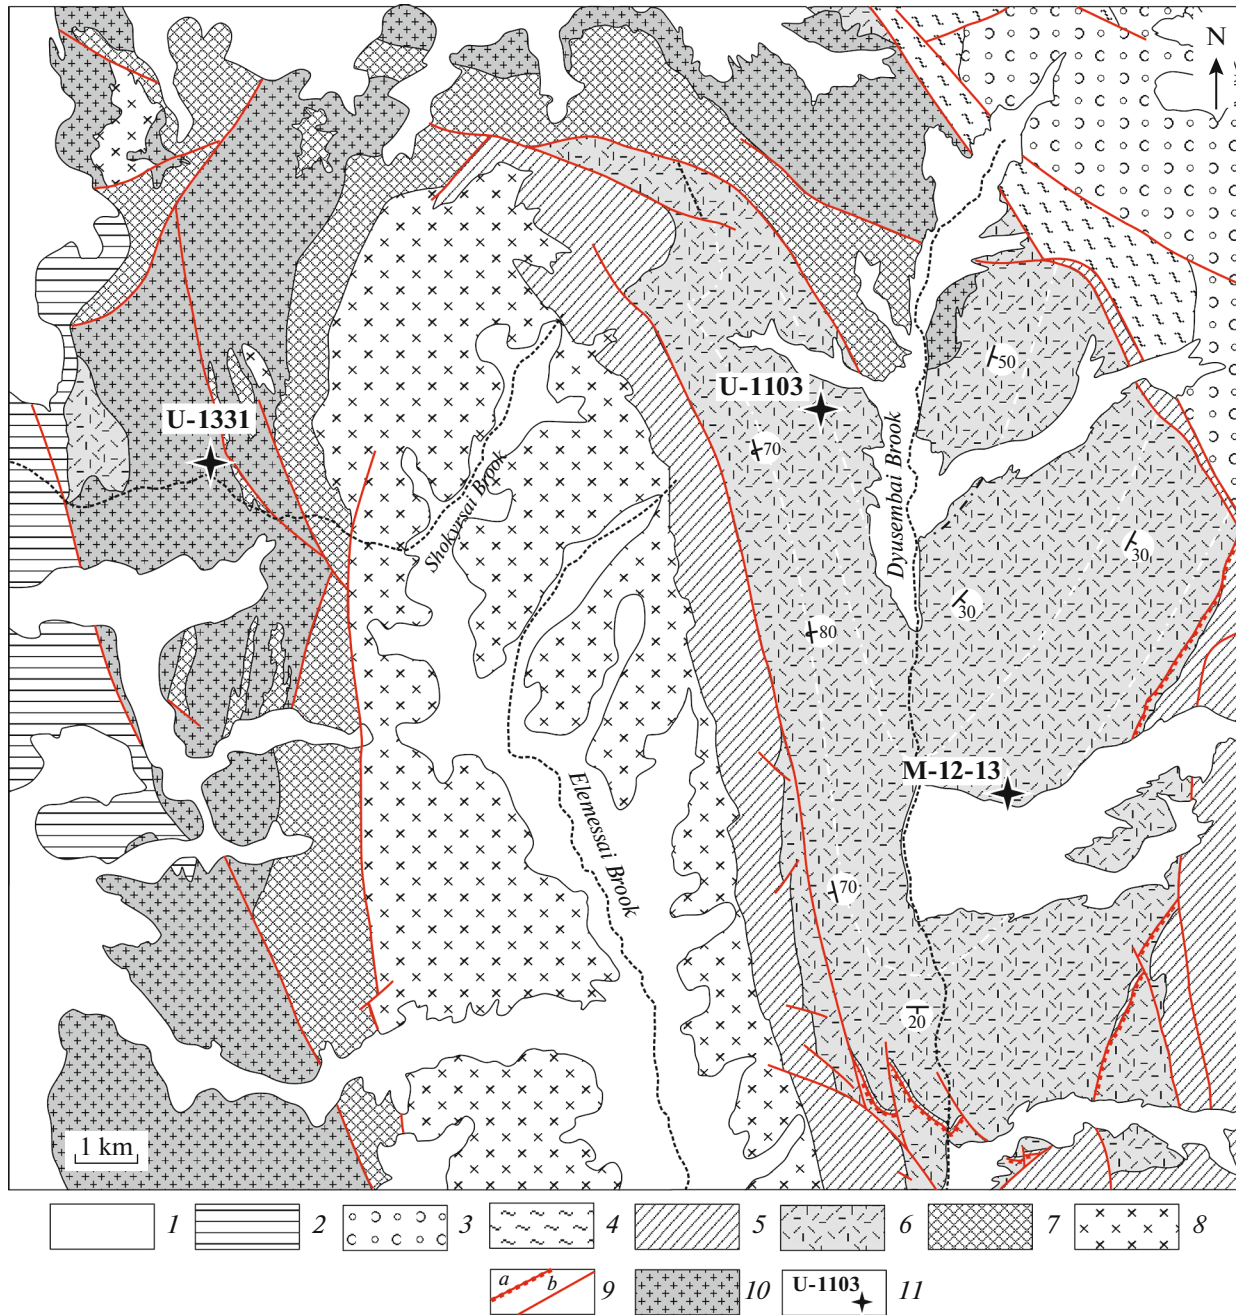 N
50
U-1103
U-1331
70
Shokyrsai Brook
Dyusembai Brook
30
30
80
M-12-13
Elemessai Brook
70
20
1 km
1 2 3 4 5 6 7 8
a b 9 10 U-1103 11